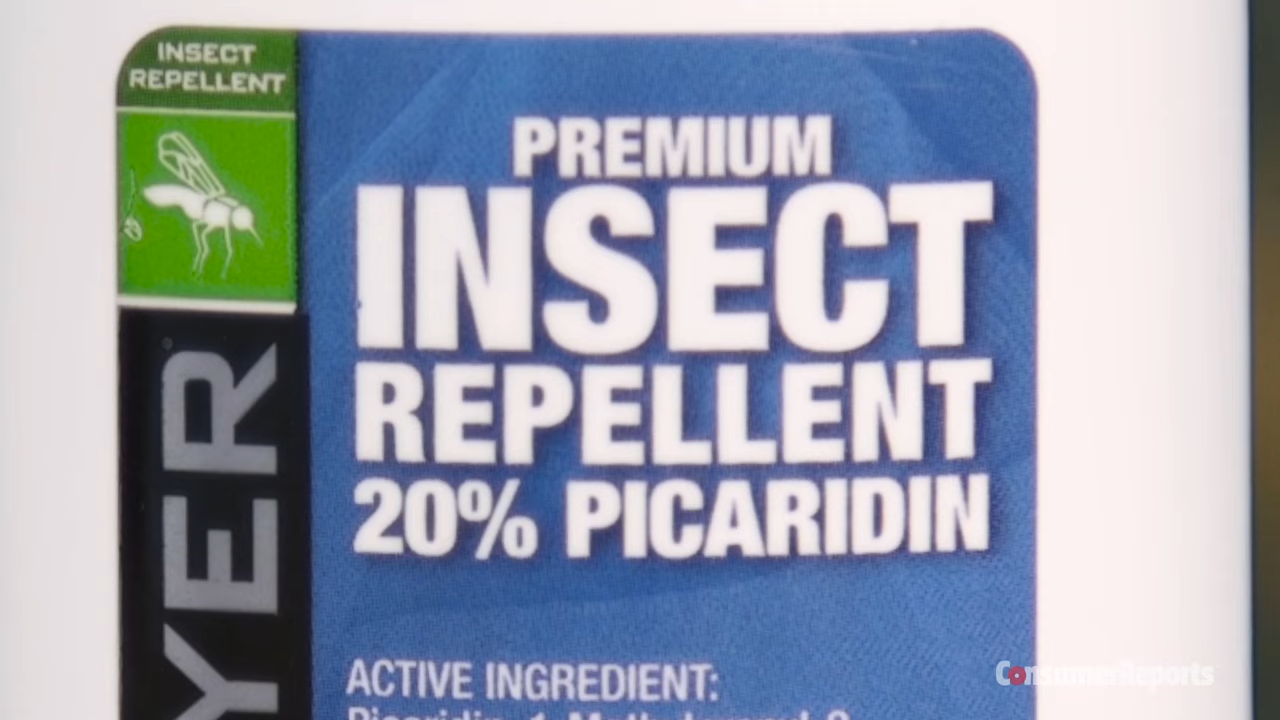 INSECT
REPELLENT
PREMIUM
INSECT
REPELLENT
20% PICARIDIN
YER
ACTIVE INGREDIENT:
ConsumerReports